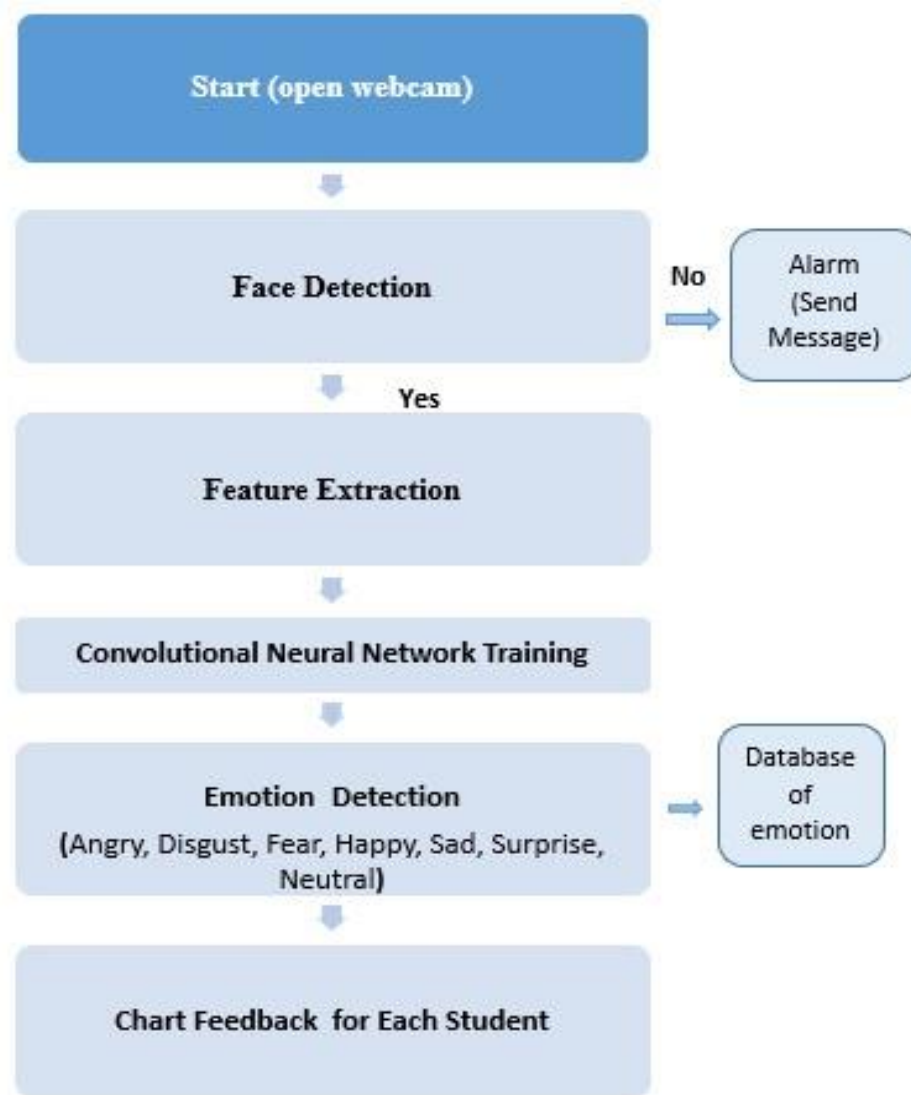 Start (open webcam)
Face Detection
No
Alarm
(Send
Message)
Yes
Feature Extraction
Convolutional Neural Network Training
Emotion Detection
(Angry, Disgust, Fear, Happy, Sad, Surprise,
Neutral)
Database
of
emotion
Chart Feedback for Each Student